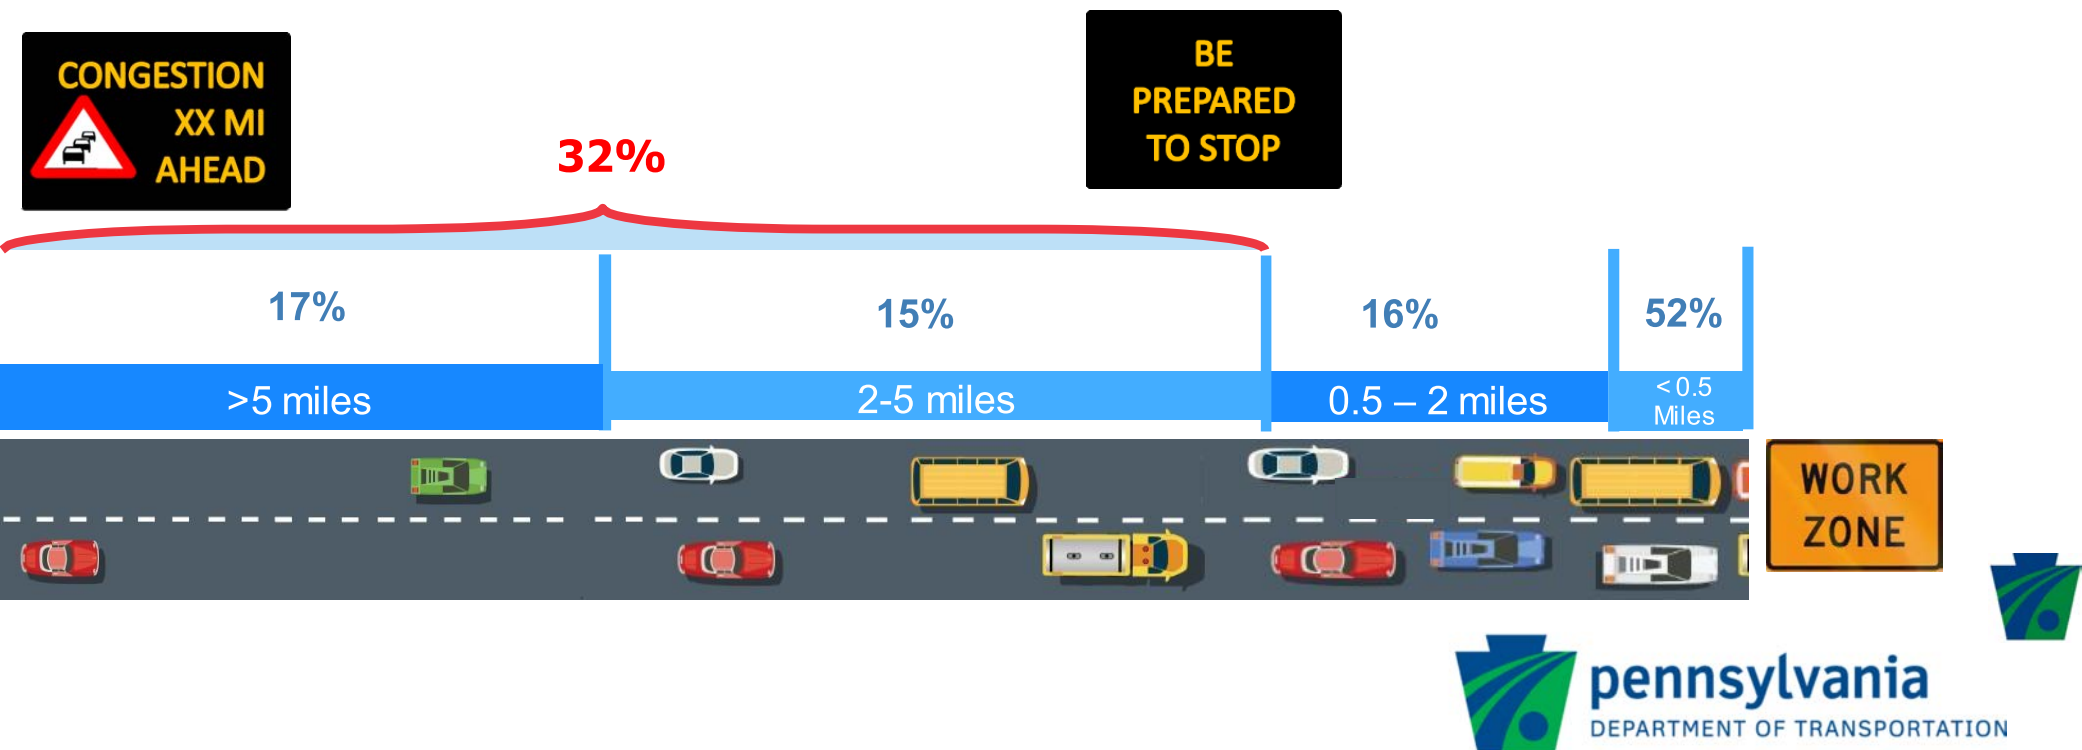 CONGESTION
XX MI
AHEAD
BE
PREPARED
TO STOP
32%
17%
15%
16%
52%
>5 miles
2-5 miles
0.5 – 2 miles
<0.5
Miles
WORK
ZONE
pennsylvania
DEPARTMENT OF TRANSPORTATION